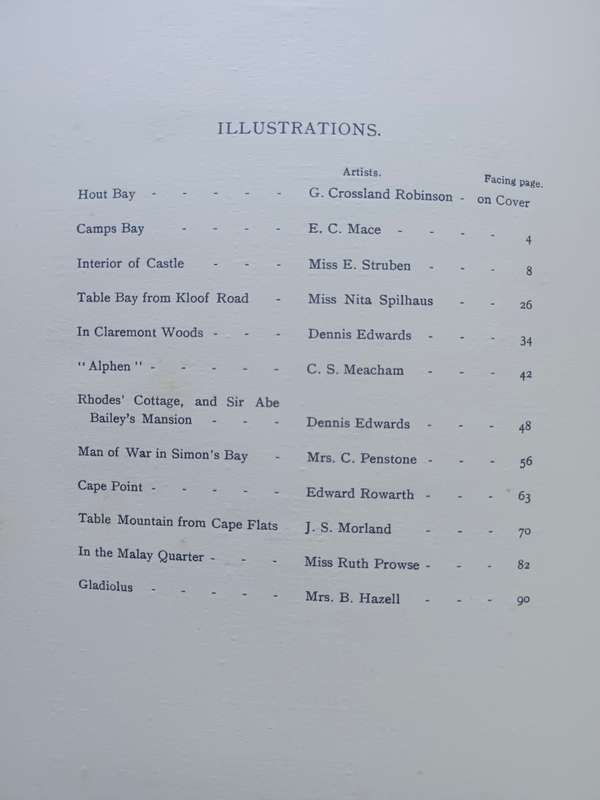 ILLUSTRATIONS.
Artists. Facing page.
Hout Bay - - - - - G. Crossland Robinson - on Cover
Camps Bay - - - - E. C. Mace - - - - 4
Interior of Castle - - - Miss E. Struben - - - 8
Table Bay from Kloof Road - Miss Nita Spilhaus - - 26
In Claremont Woods - - - Dennis Edwards - - - 34
"Alphen" - - - - - C. S. Meacham - - - 42
Rhodes' Cottage, and Sir Abe
Bailey's Mansion - - - Dennis Edwards - - - 48
Man of War in Simon's Bay - Mrs. C. Penstone - - - 56
Cape Point - - - - - Edward Rowarth - - - 63
Table Mountain from Cape Flats J. S. Morland - - - 70
In the Malay Quarter - - - Miss Ruth Prowse - - - 82
Gladiolus - - - - - Mrs. B. Hazell - - - 90